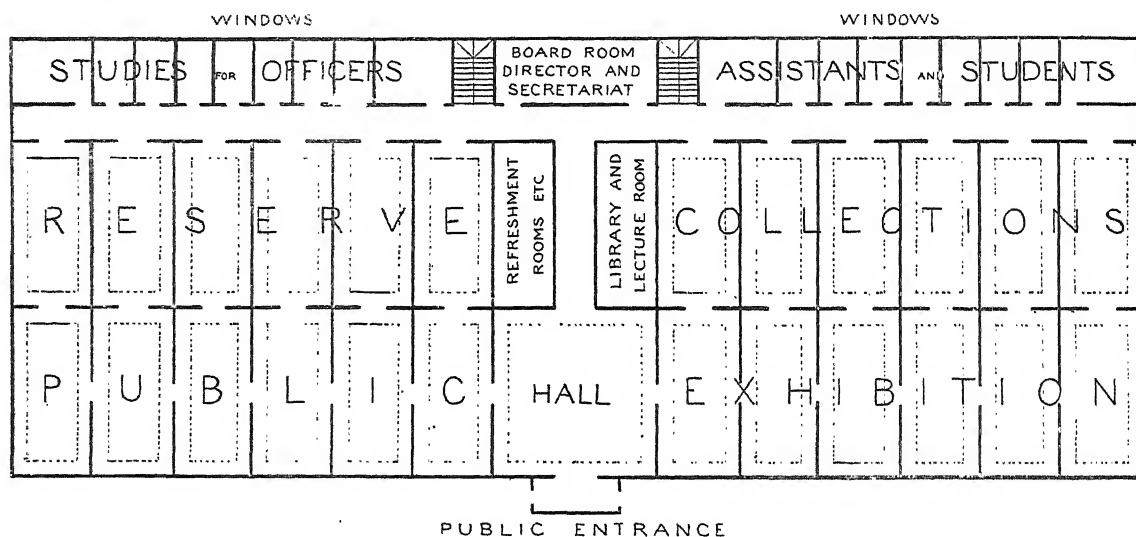 WINDOWS WINDOWS
STUDIES FOR OFFICERS
BOARD ROOM
DIRECTOR AND
SECRETARIAT
ASSISTANTS AND STUDENTS
RESERVE
REFRESHMENT
ROOMS ETC
LIBRARY AND
LECTURE ROOM
COLLECTIONS
PUBLIC HALL EXHIBITION
PUBLIC ENTRANCE